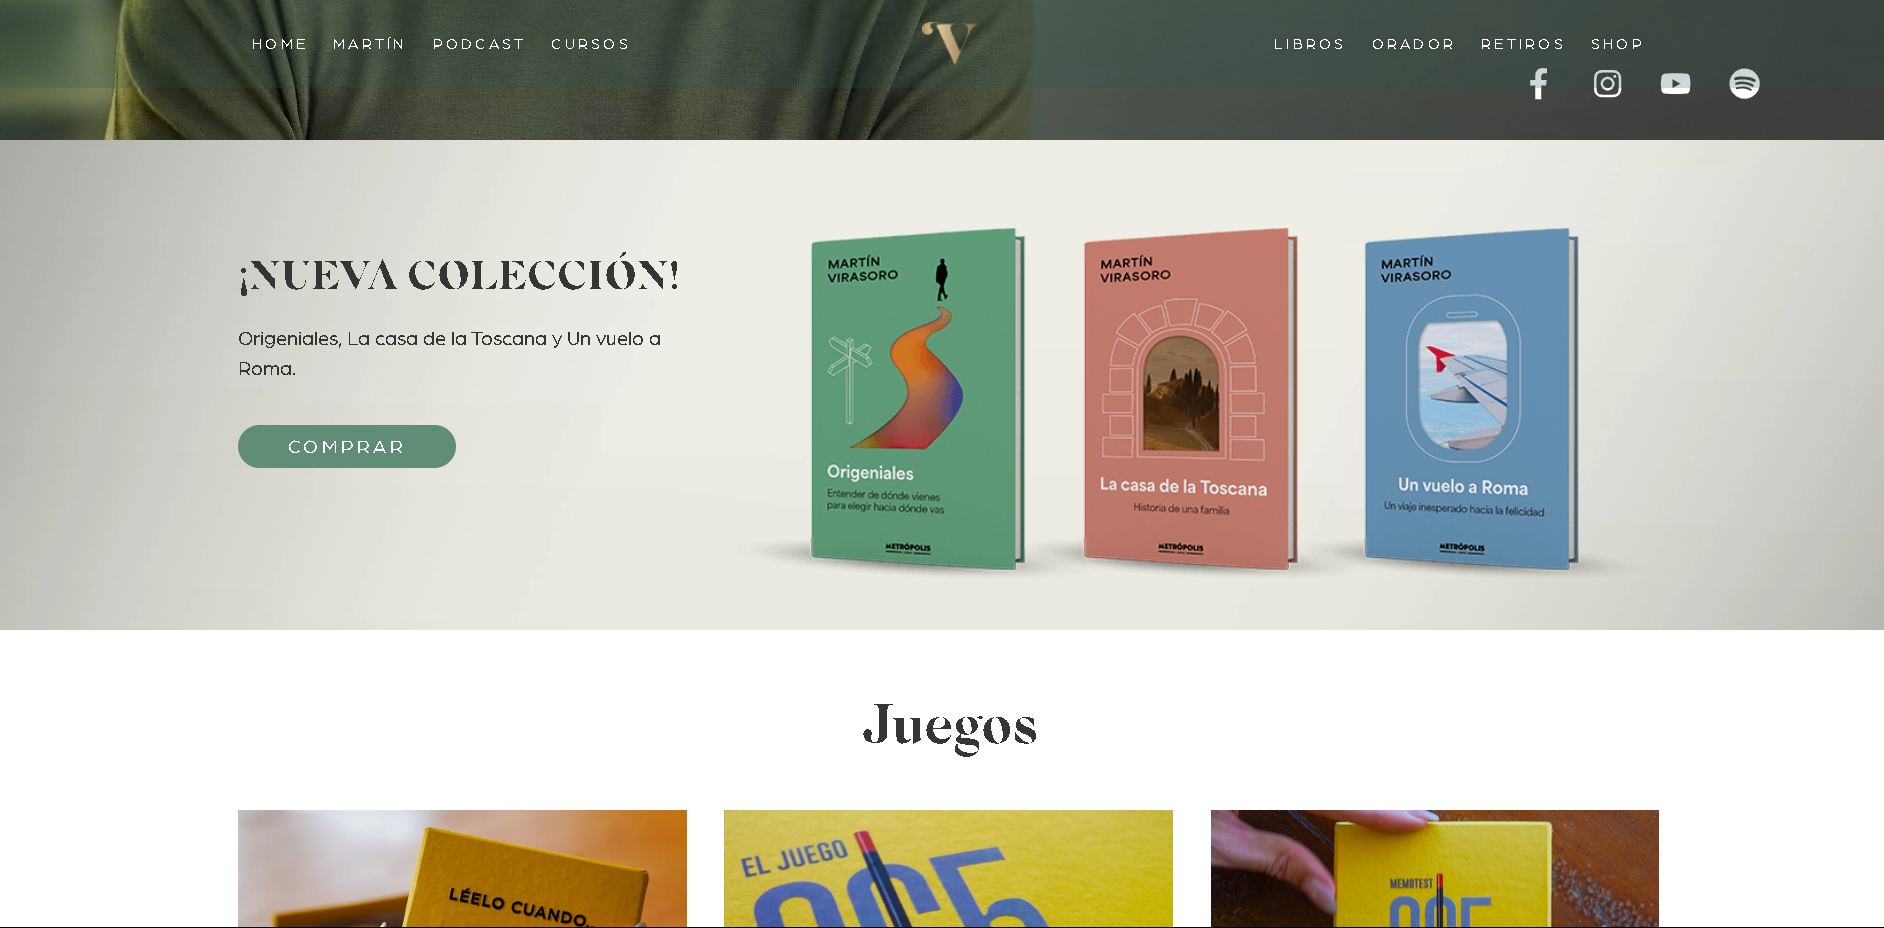 HOME MARTÍN PODCAST CURSOS
LIBROS ORADOR RETIROS SHOP
¡NUEVA COLECCIÓN!
Origeniales, La casa de la Toscana y Un vuelo a
Roma.
COMPRAR
MARTÍN
VIRASORO
Origeniales
Entender de dónde vienes
para elegir hacia dónde vas
METRÓPOLIS
MARTÍN
VIRASORO
La casa de la Toscana
Historia de una familia
METRÓPOLIS
MARTÍN
VIRASORO
Un vuelo a Roma
Un viaje inesperado hacia la felicidad
METRÓPOLIS
Juegos
LÉELO CUANDO...
EL JUEGO
MEMOTEST